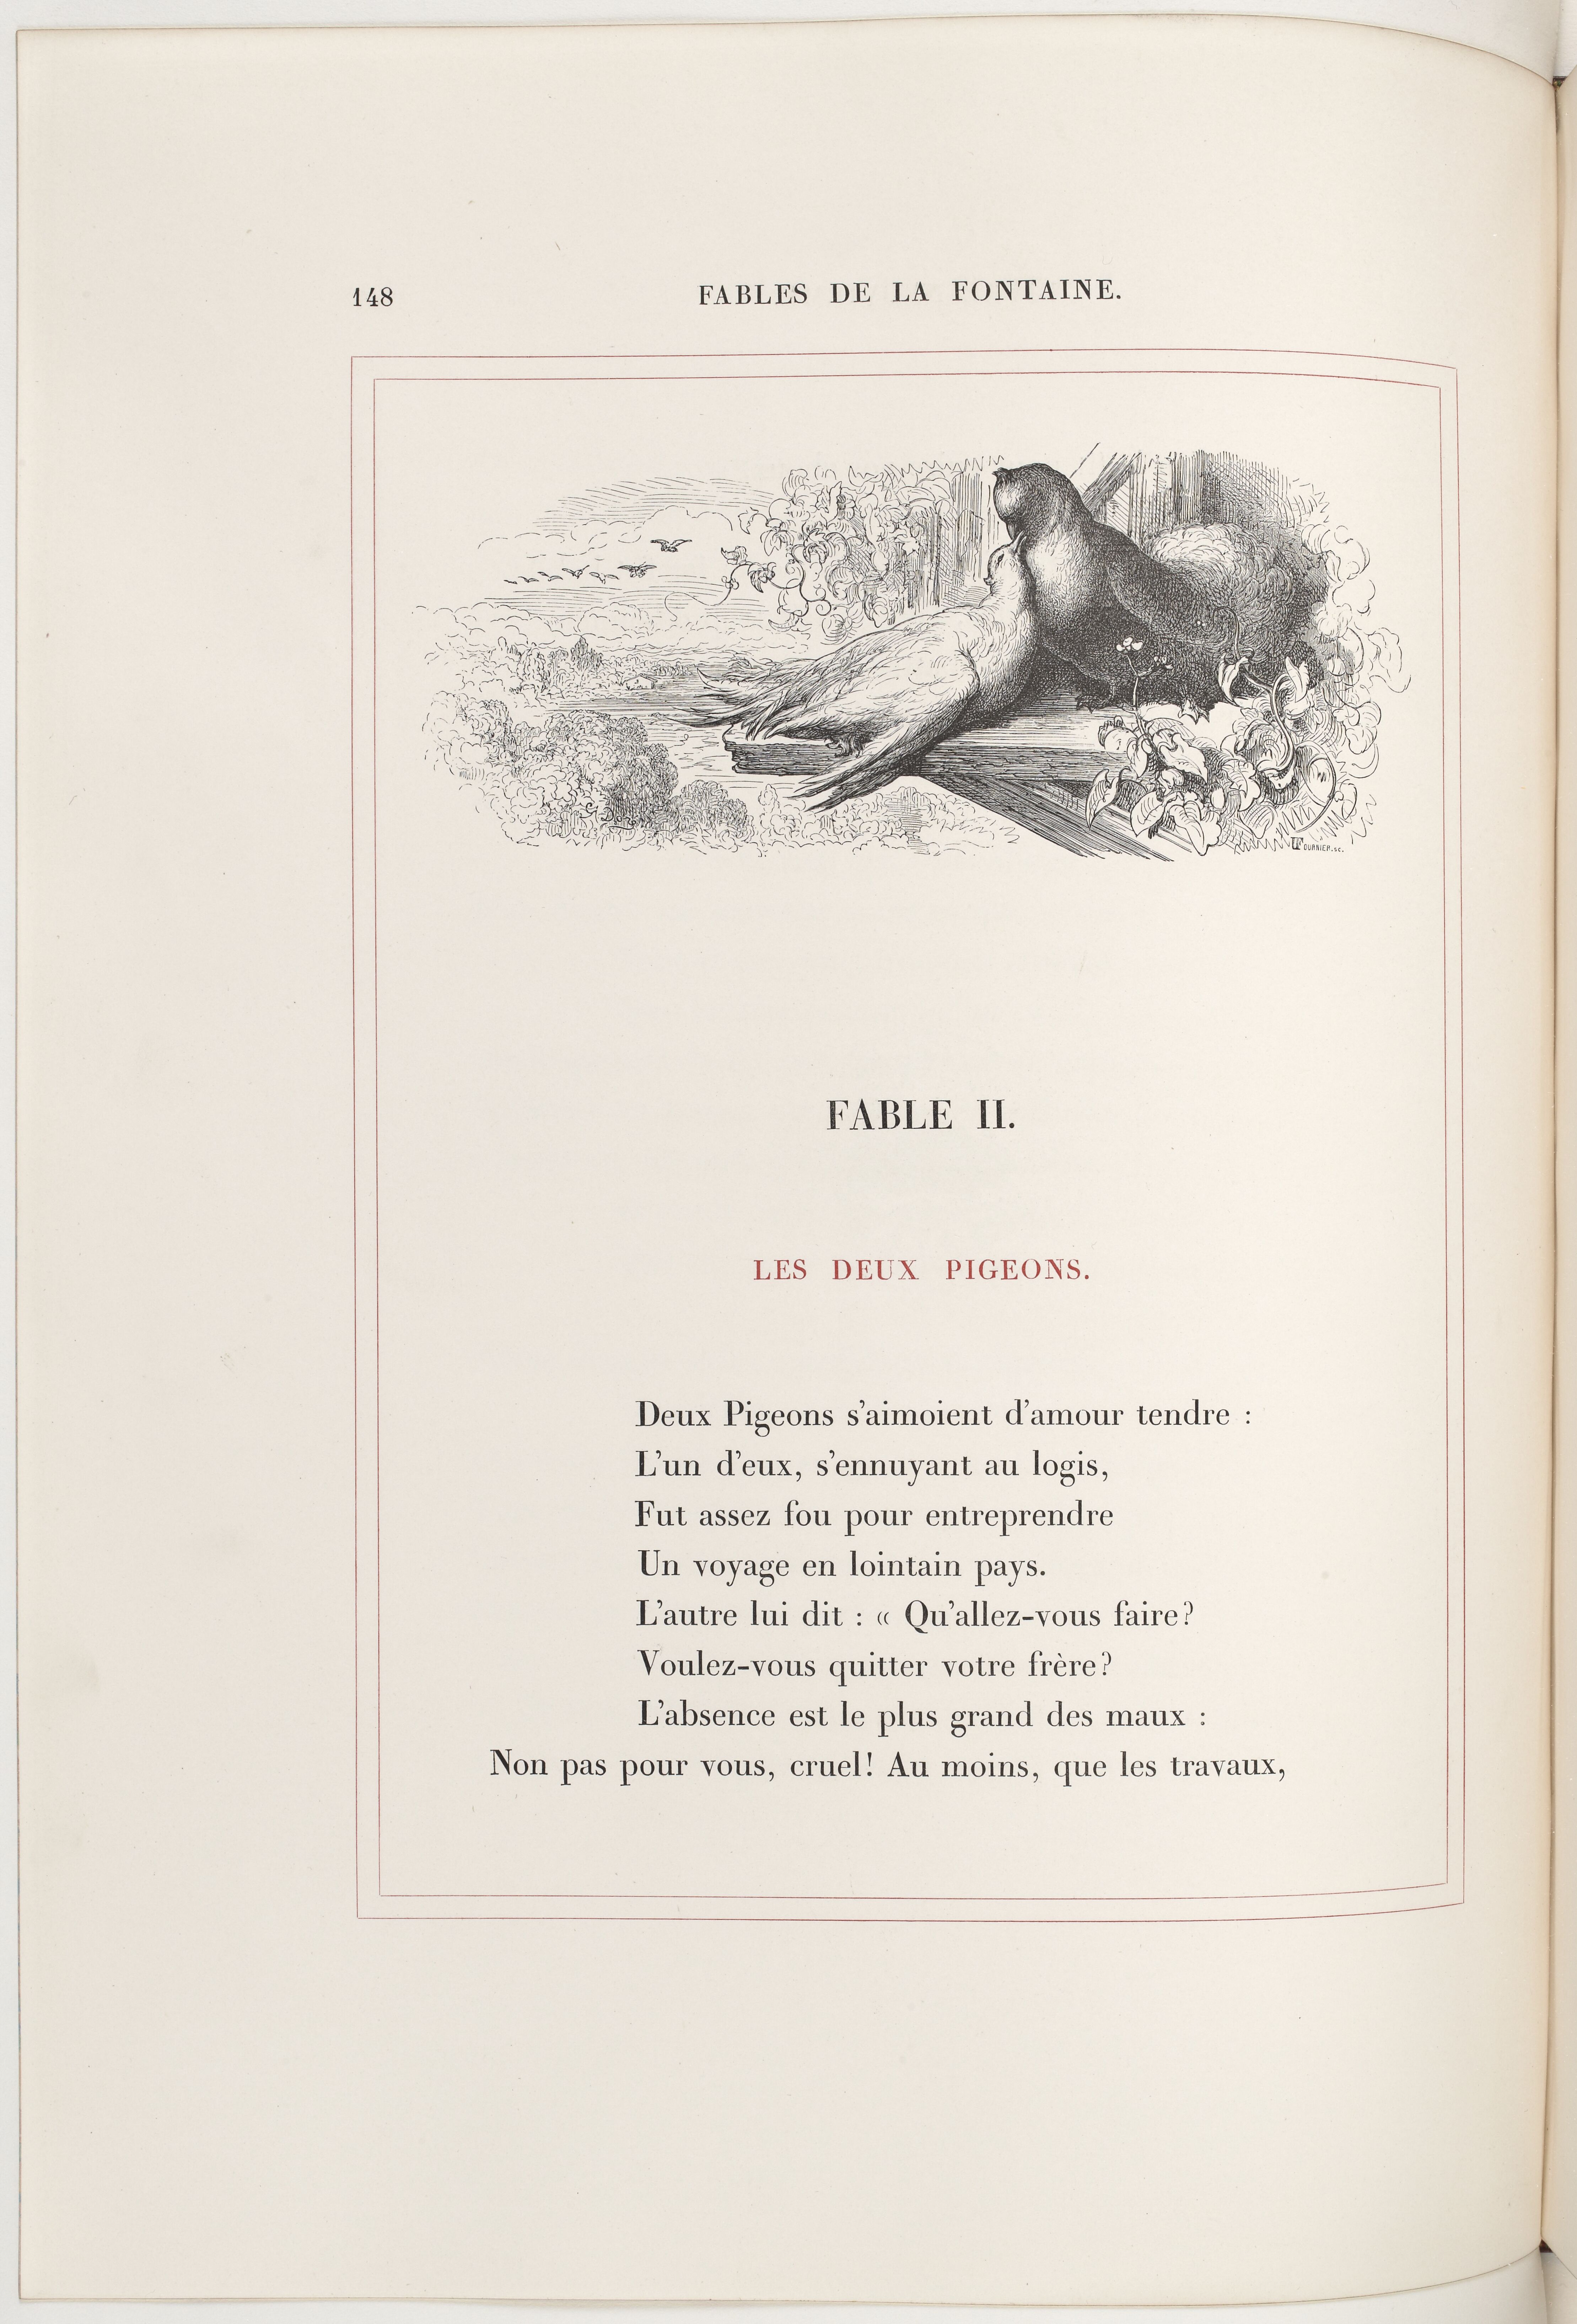 148
FABLES DE LA FONTAINE.
FOURNIER. SC.
FABLE II.
LES DEUX PIGEONS.
Deux Pigeons s'aimoient d'amour tendre :
L'un d'eux, s'ennuyant au logis,
Fut assez fou pour entreprendre
Un voyage en lointain pays.
L'autre lui dit : « Qu'allez-vous faire?
Voulez-vous quitter votre frère?
L'absence est le plus grand des maux :
Non pas pour vous, cruel! Au moins, que les travaux,